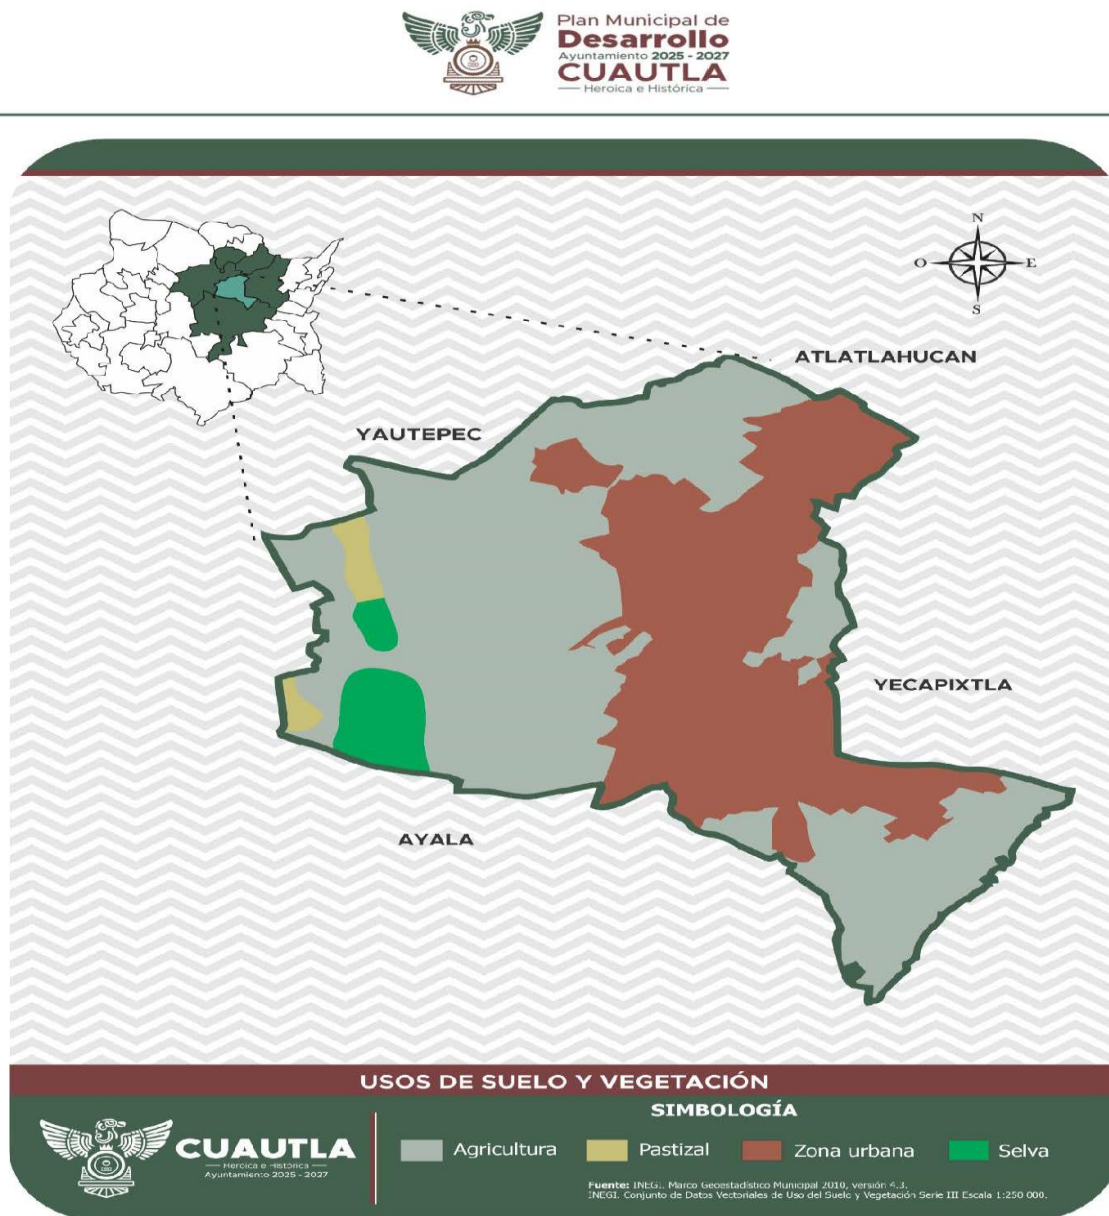 Plan Municipal de
Desarrollo
Ayuntamiento 2025 - 2027
CUAUTLA
Heroica e Histórica
N
O
E
S
ATLATLAHUCAN
YAUTEPEC
YECAPIXTLA
AYALA
USOS DE SUELO Y VEGETACIÓN
SIMBOLOGÍA
CUAUTLA
Heroica e Histórica
Ayuntamiento 2025 - 2027
Agricultura
Pastizal
Zona urbana
Selva
Fuente: INEGI. Marco Geoestadístico Municipal 2010, versión 4.3.
INEGI. Conjunto de Datos Vectoriales de Uso del Suelo y Vegetación Serie III Escala 1:250 000.